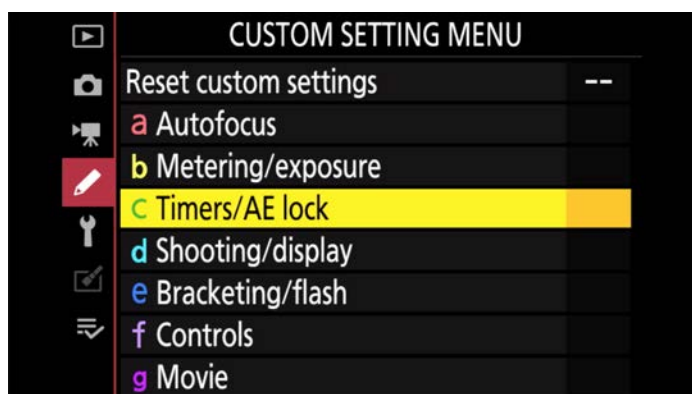 CUSTOM SETTING MENU
Reset custom settings --
a Autofocus
b Metering/exposure
c Timers/AE lock
d Shooting/display
e Bracketing/flash
f Controls
g Movie